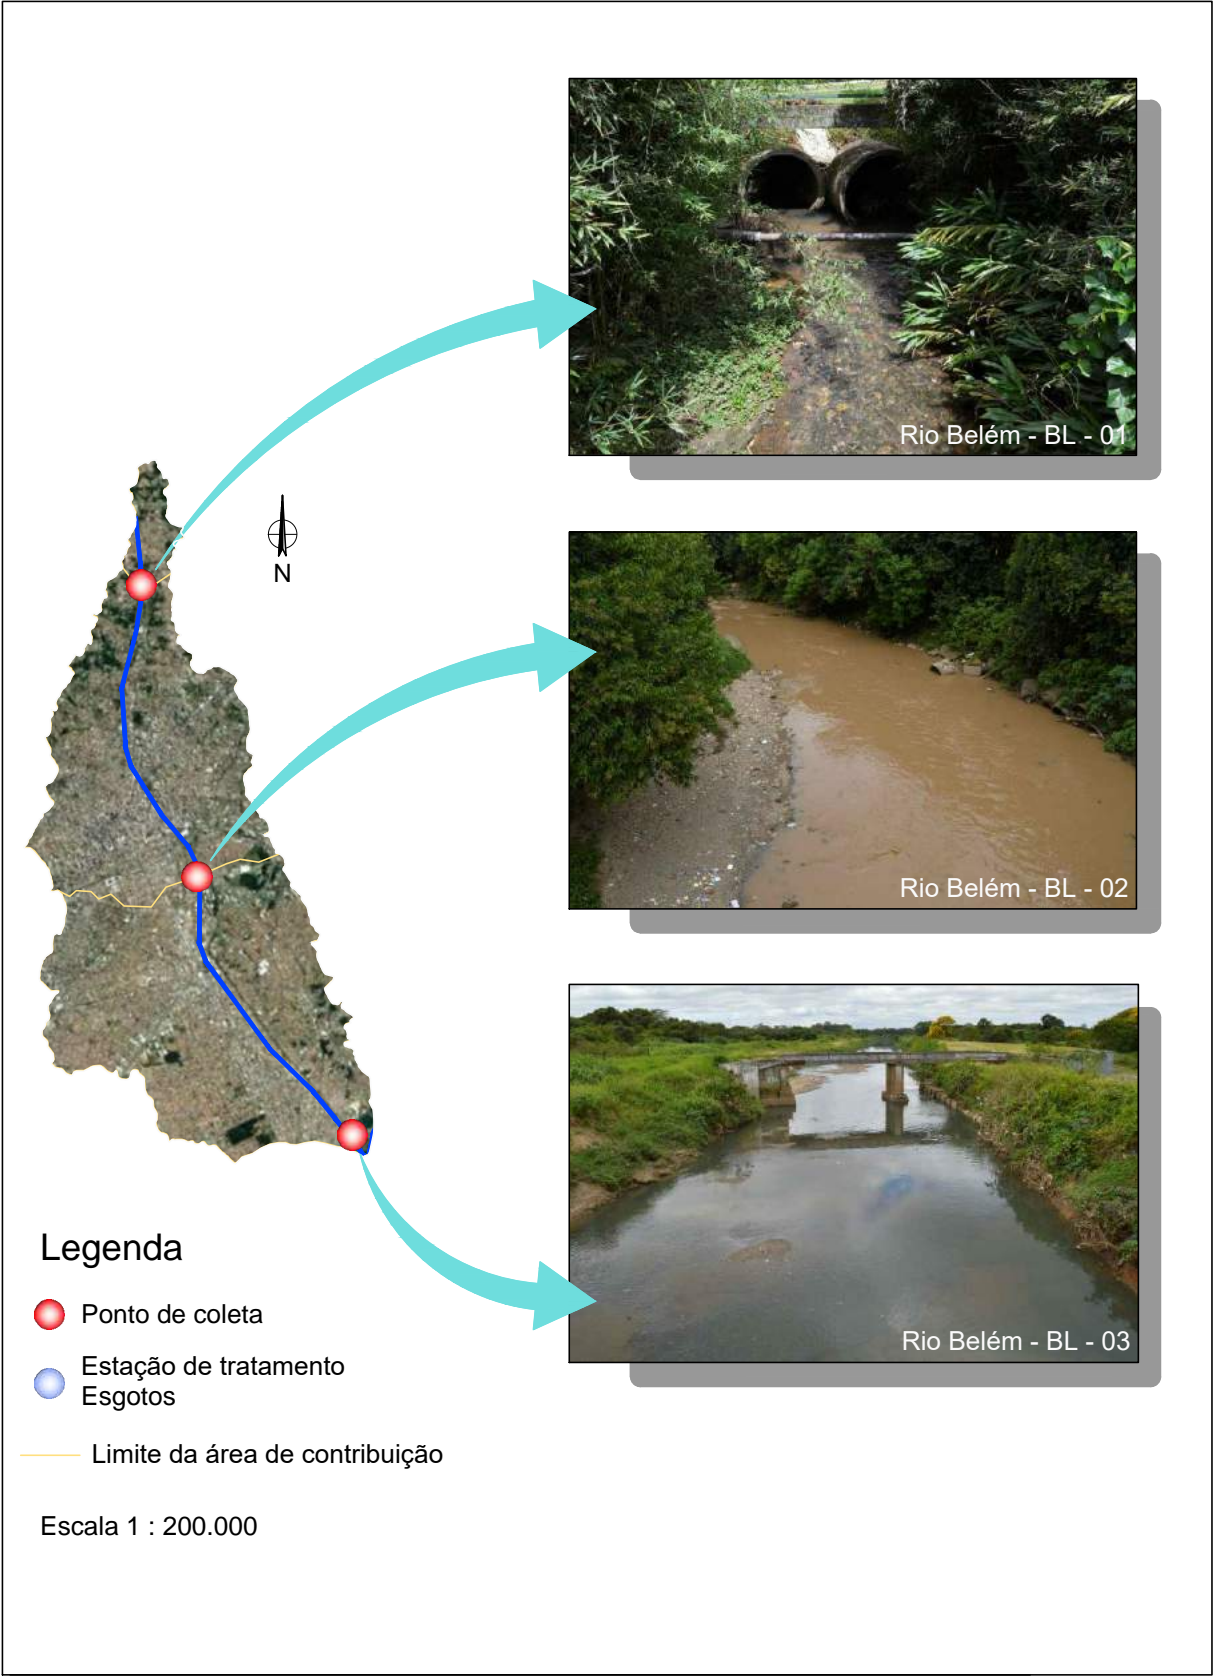 Rio Belém - BL - 01
N
Rio Belém - BL - 02
Rio Belém - BL - 03
Legenda
Ponto de coleta
Estação de tratamento
Esgotos
Limite da área de contribuição
Escala 1 : 200.000